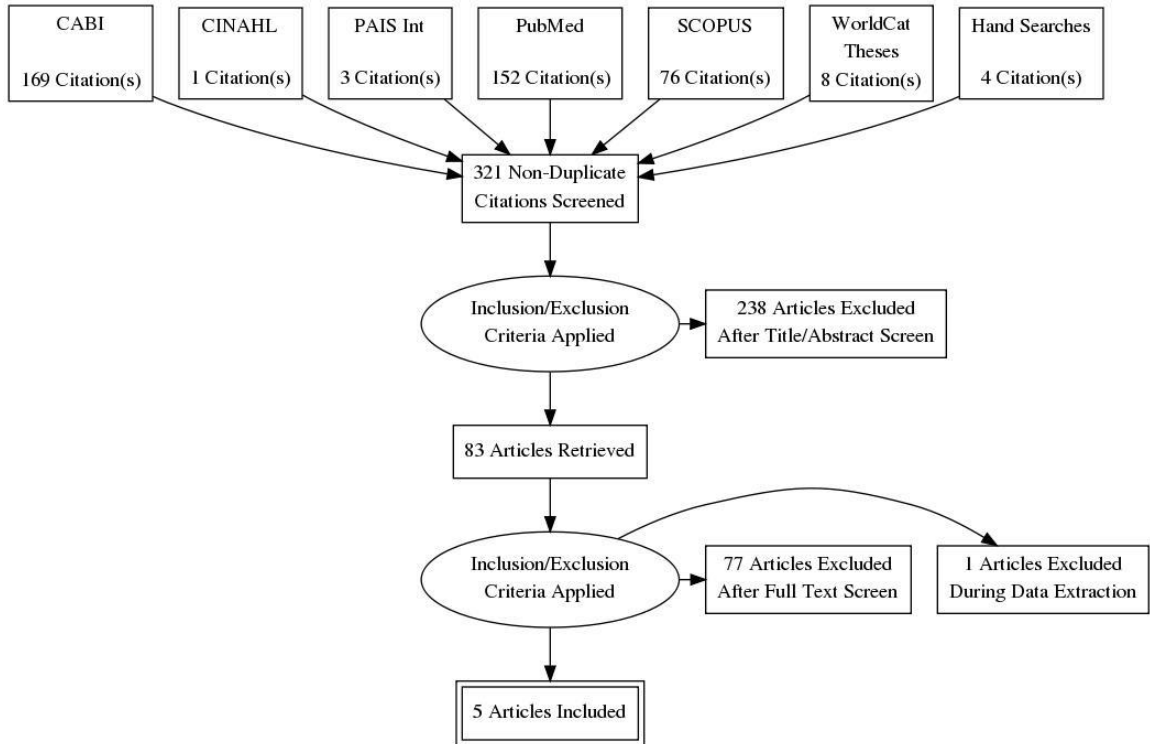 CABI
169 Citation(s)
CINAHL
1 Citation(s)
PAIS Int
3 Citation(s)
PubMed
152 Citation(s)
SCOPUS
76 Citation(s)
WorldCat
Theses
8 Citation(s)
Hand Searches
4 Citation(s)
321 Non-Duplicate
Citations Screened
Inclusion/Exclusion
Criteria Applied
238 Articles Excluded
After Title/Abstract Screen
83 Articles Retrieved
Inclusion/Exclusion
Criteria Applied
77 Articles Excluded
After Full Text Screen
1 Articles Excluded
During Data Extraction
5 Articles Included